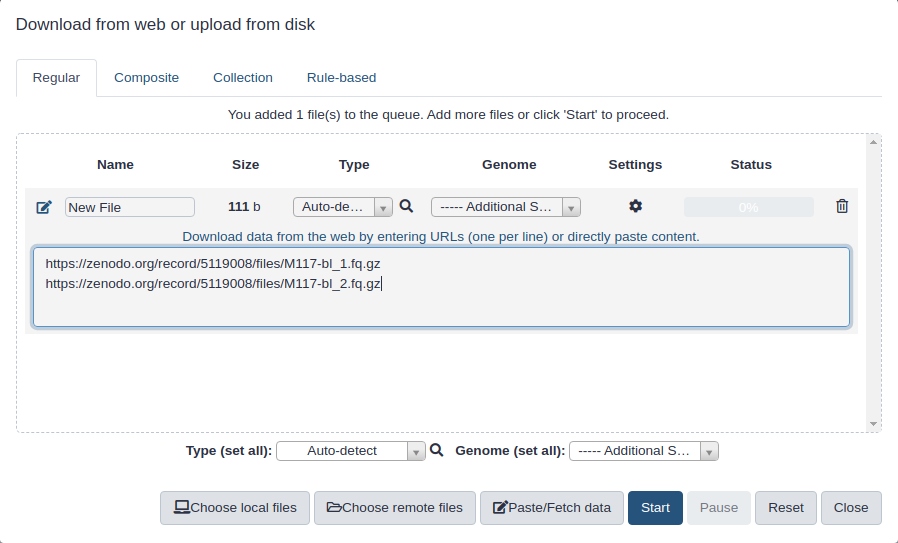 Download from web or upload from disk
Regular Composite Collection Rule-based
You added 1 file(s) to the queue. Add more files or click 'Start' to proceed.
Name Size Type Genome Settings Status
New File 111 b Auto-de... ----- Additional S... 0%
Download data from the web by entering URLs (one per line) or directly paste content.
https://zenodo.org/record/5119008/files/M117-bl_1.fq.gz
https://zenodo.org/record/5119008/files/M117-bl_2.fq.gz
Type (set all): Auto-detect Genome (set all): ----- Additional S...
Choose local files Choose remote files Paste/Fetch data Start Pause Reset Close